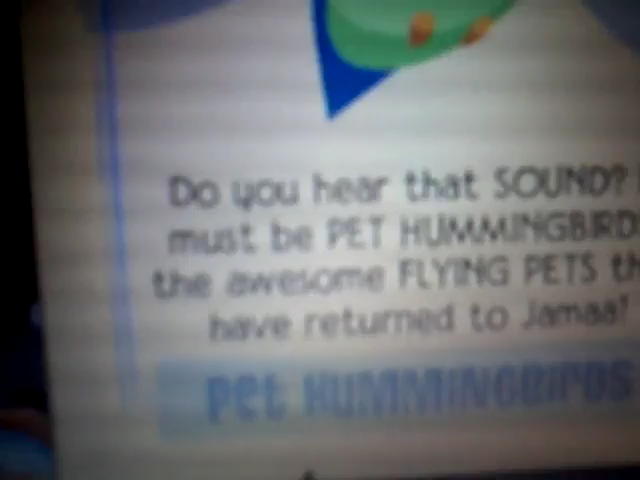 Do you hear that SOUND?
must be PET HUMMINGBIRD
the awesome FLYING PETS th
have returned to Jamaa!
Pet HUMMINGBIRDS